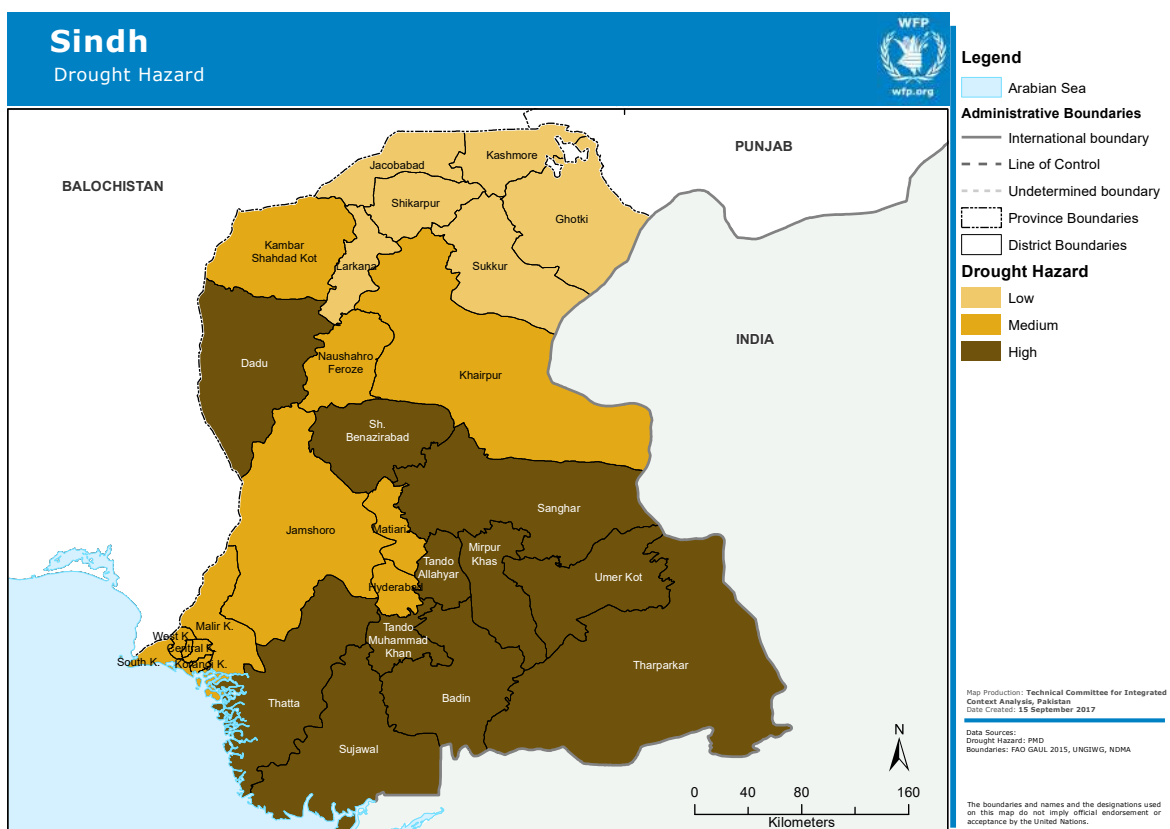 Sindh
Drought Hazard
WFP
wfp.org
Legend
Arabian Sea
Administrative Boundaries
International boundary
Line of Control
Undetermined boundary
Province Boundaries
District Boundaries
Drought Hazard
Low
Medium
High
PUNJAB
BALOCHISTAN
INDIA
Kashmore
Jacobabad
Shikarpur
Ghotki
Kambar
Shahdad Kot
Larkana
Sukkur
Dadu
Naushahro
Feroze
Khairpur
Sh.
Benazirabad
Sanghar
Jamshoro
Matiari
Mirpur
Khas
Tando
Allahyar
Umer Kot
Hyderabad
Malir K.
West K.
Central K.
South K.
Korangi K.
Tando
Muhammad
Khan
Tharparkar
Thatta
Badin
Sujawal
N
0 40 80 160
Kilometers
Map Production: Technical Committee for Integrated
Context Analysis, Pakistan
Date Created: 15 September 2017
Data Sources:
Drought Hazard: PMD
Boundaries: FAO GAUL 2015, UNGIWG, NDMA
The boundaries and names and the designations used
on this map do not imply official endorsement or
acceptance by the United Nations.